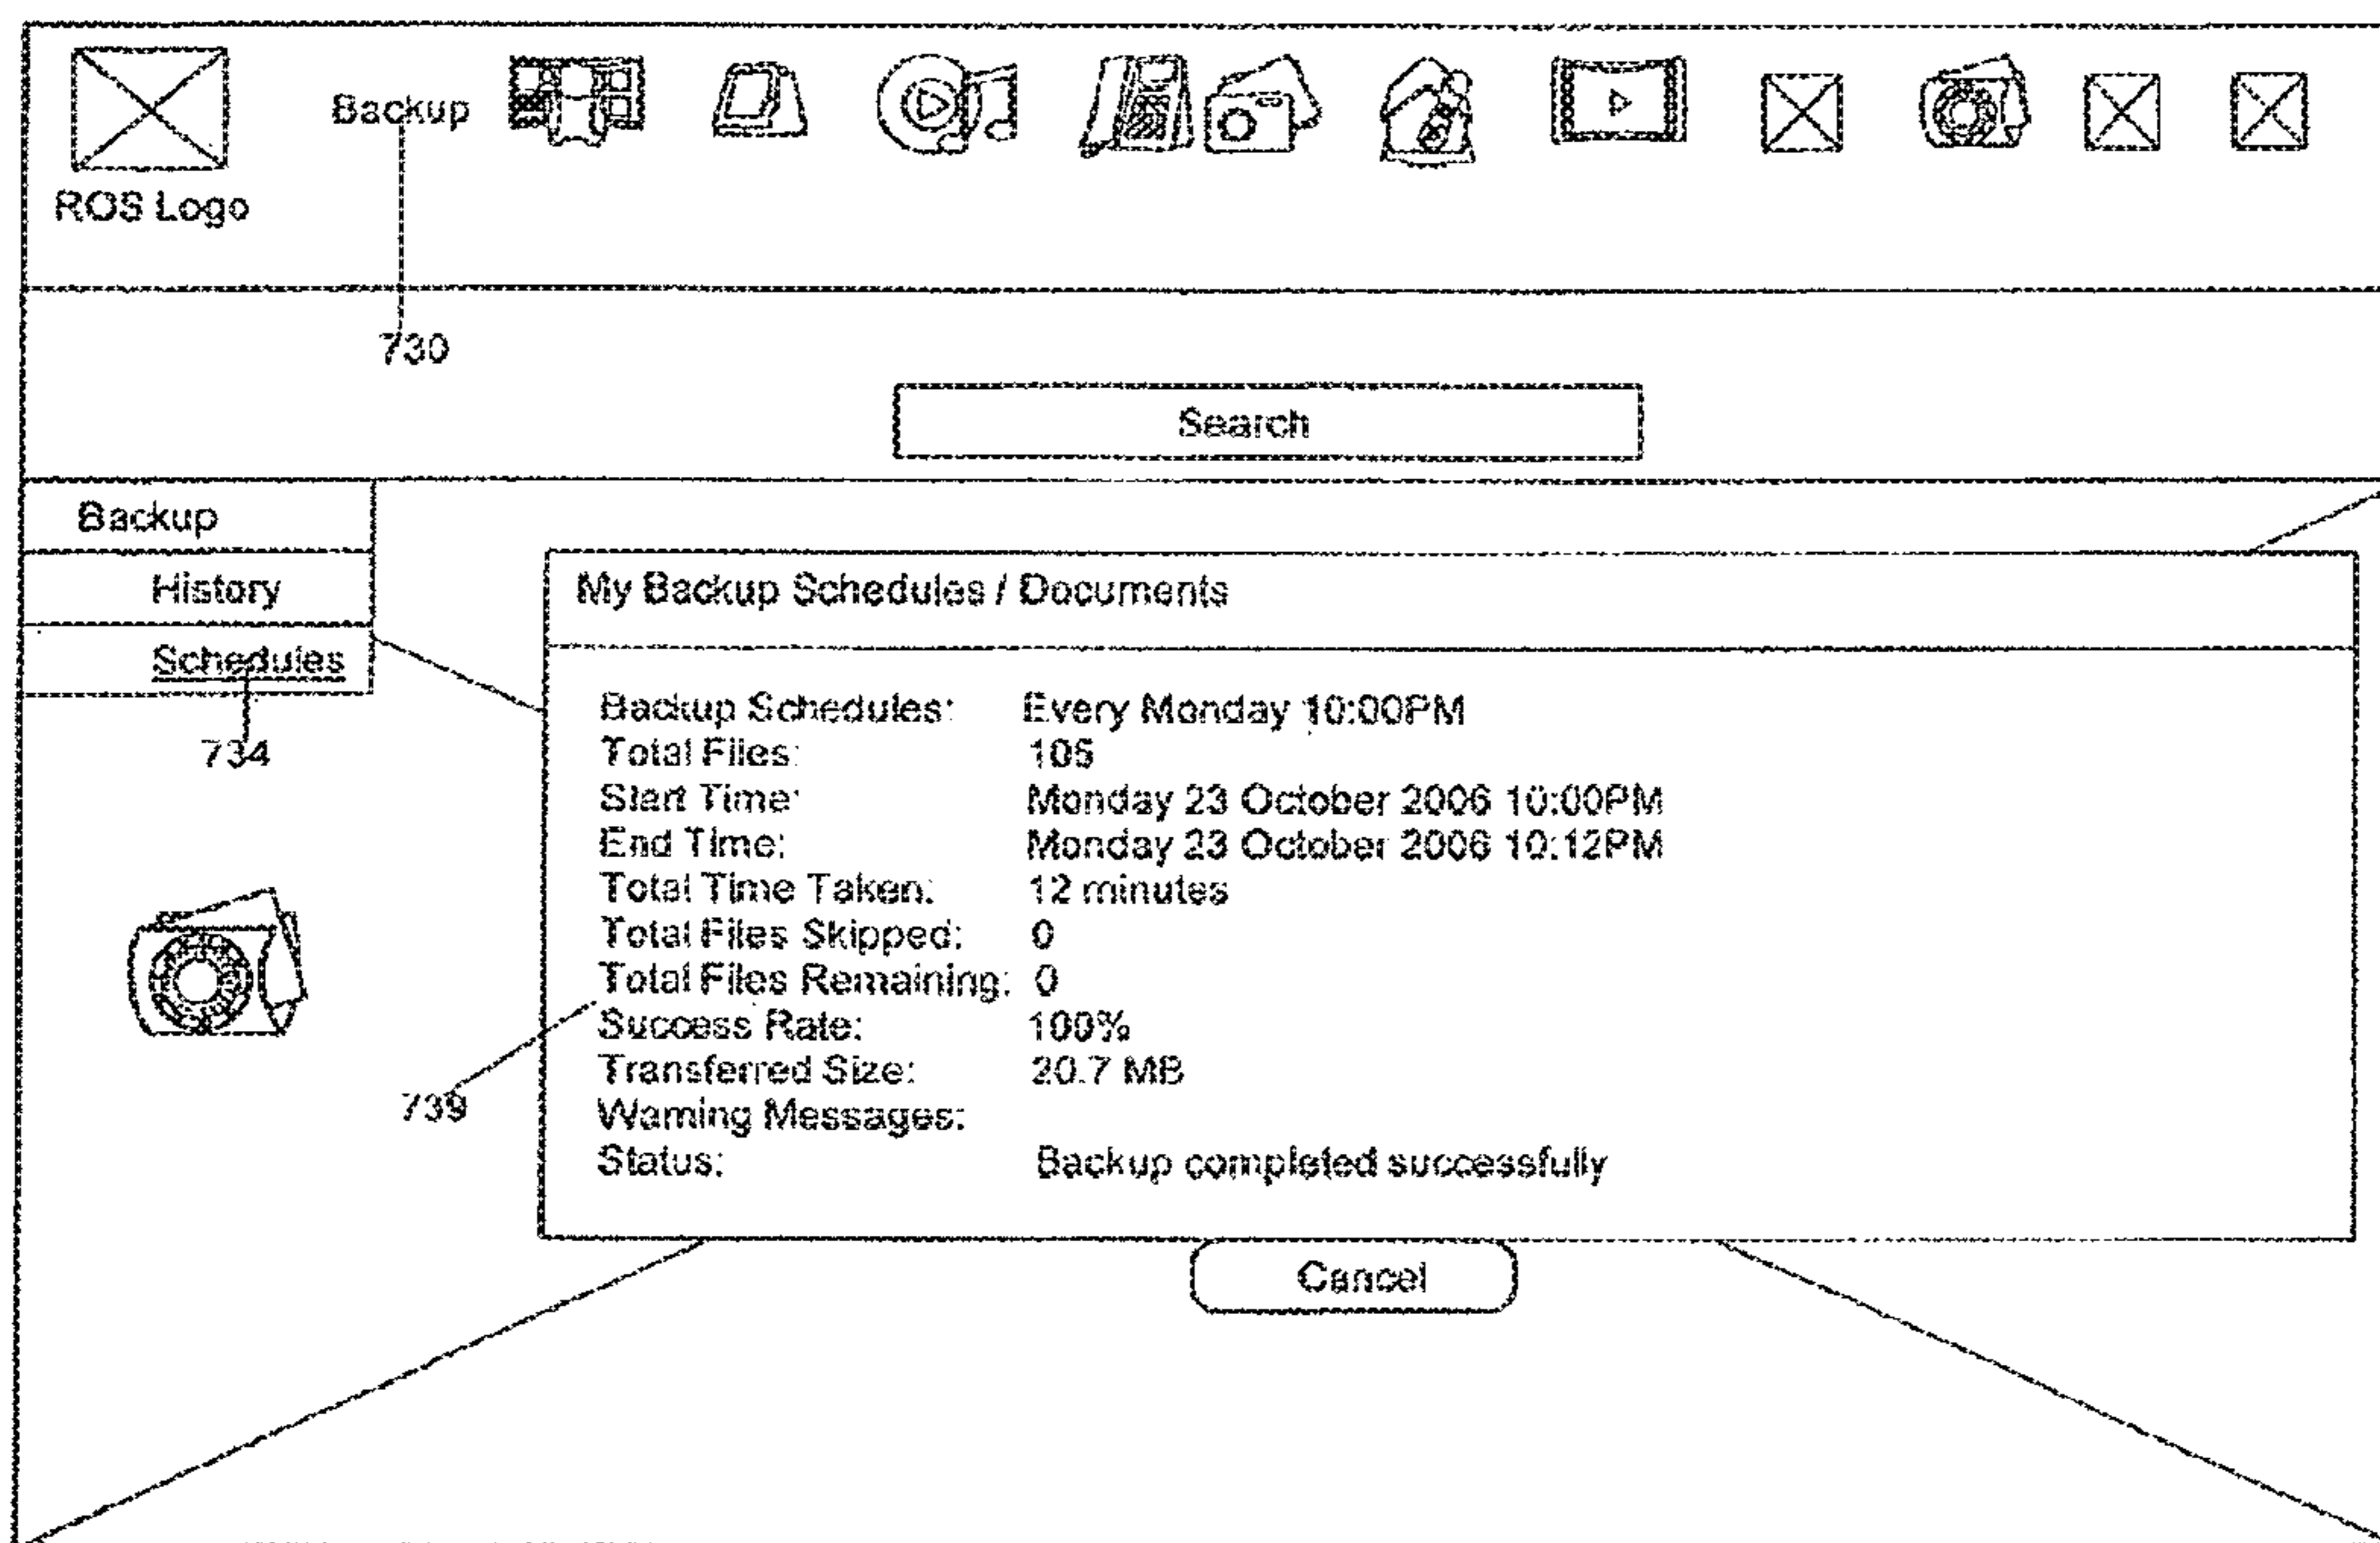 Backup
ROS Logo
730
Search
Backup
History
Schedules
734
My Backup Schedules / Documents
Backup Schedules: Every Monday 10:00PM
Total Files: 105
Start Time: Monday 23 October 2006 10:00PM
End Time: Monday 23 October 2006 10:12PM
Total Time Taken: 12 minutes
Total Files Skipped: 0
Total Files Remaining: 0
Success Rate: 100%
Transferred Size: 20.7 MB
Warning Messages:
Status: Backup completed successfully
739
Cancel